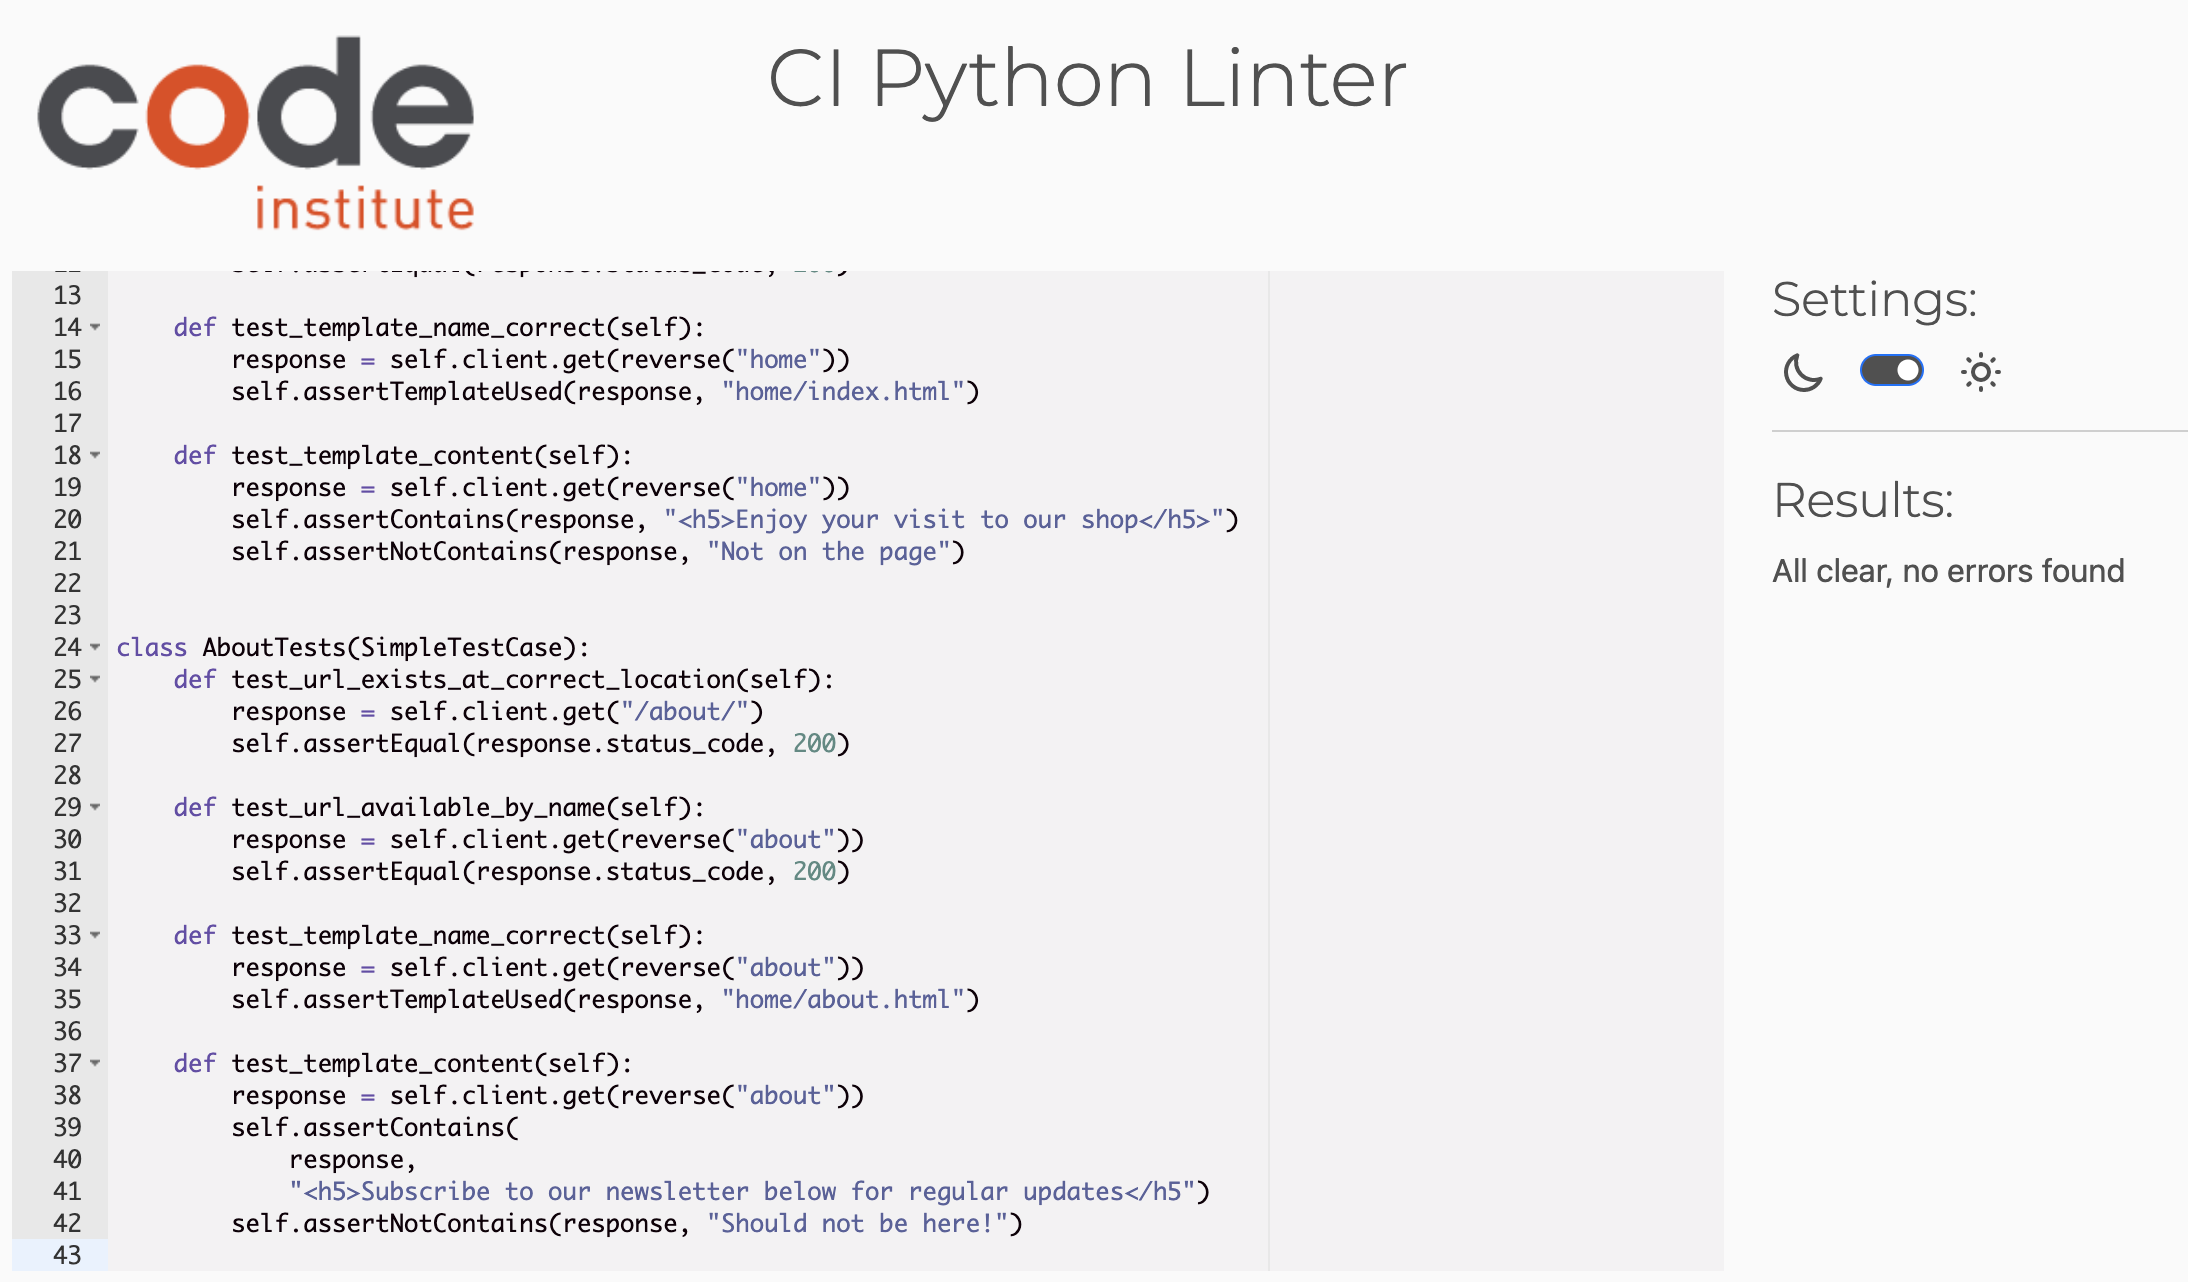 code
institute
CI Python Linter
13
14 def test_template_name_correct(self):
15 response = self.client.get(reverse("home"))
16 self.assertTemplateUsed(response, "home/index.html")
17
18 def test_template_content(self):
19 response = self.client.get(reverse("home"))
20 self.assertContains(response, "<h5>Enjoy your visit to our shop</h5>")
21 self.assertNotContains(response, "Not on the page")
22
23
24 class AboutTests(SimpleTestCase):
25 def test_url_exists_at_correct_location(self):
26 response = self.client.get("/about/")
27 self.assertEqual(response.status_code, 200)
28
29 def test_url_available_by_name(self):
30 response = self.client.get(reverse("about"))
31 self.assertEqual(response.status_code, 200)
32
33 def test_template_name_correct(self):
34 response = self.client.get(reverse("about"))
35 self.assertTemplateUsed(response, "home/about.html")
36
37 def test_template_content(self):
38 response = self.client.get(reverse("about"))
39 self.assertContains(
40 response,
41 "<h5>Subscribe to our newsletter below for regular updates</h5")
42 self.assertNotContains(response, "Should not be here!")
43
Settings:
Results:
All clear, no errors found